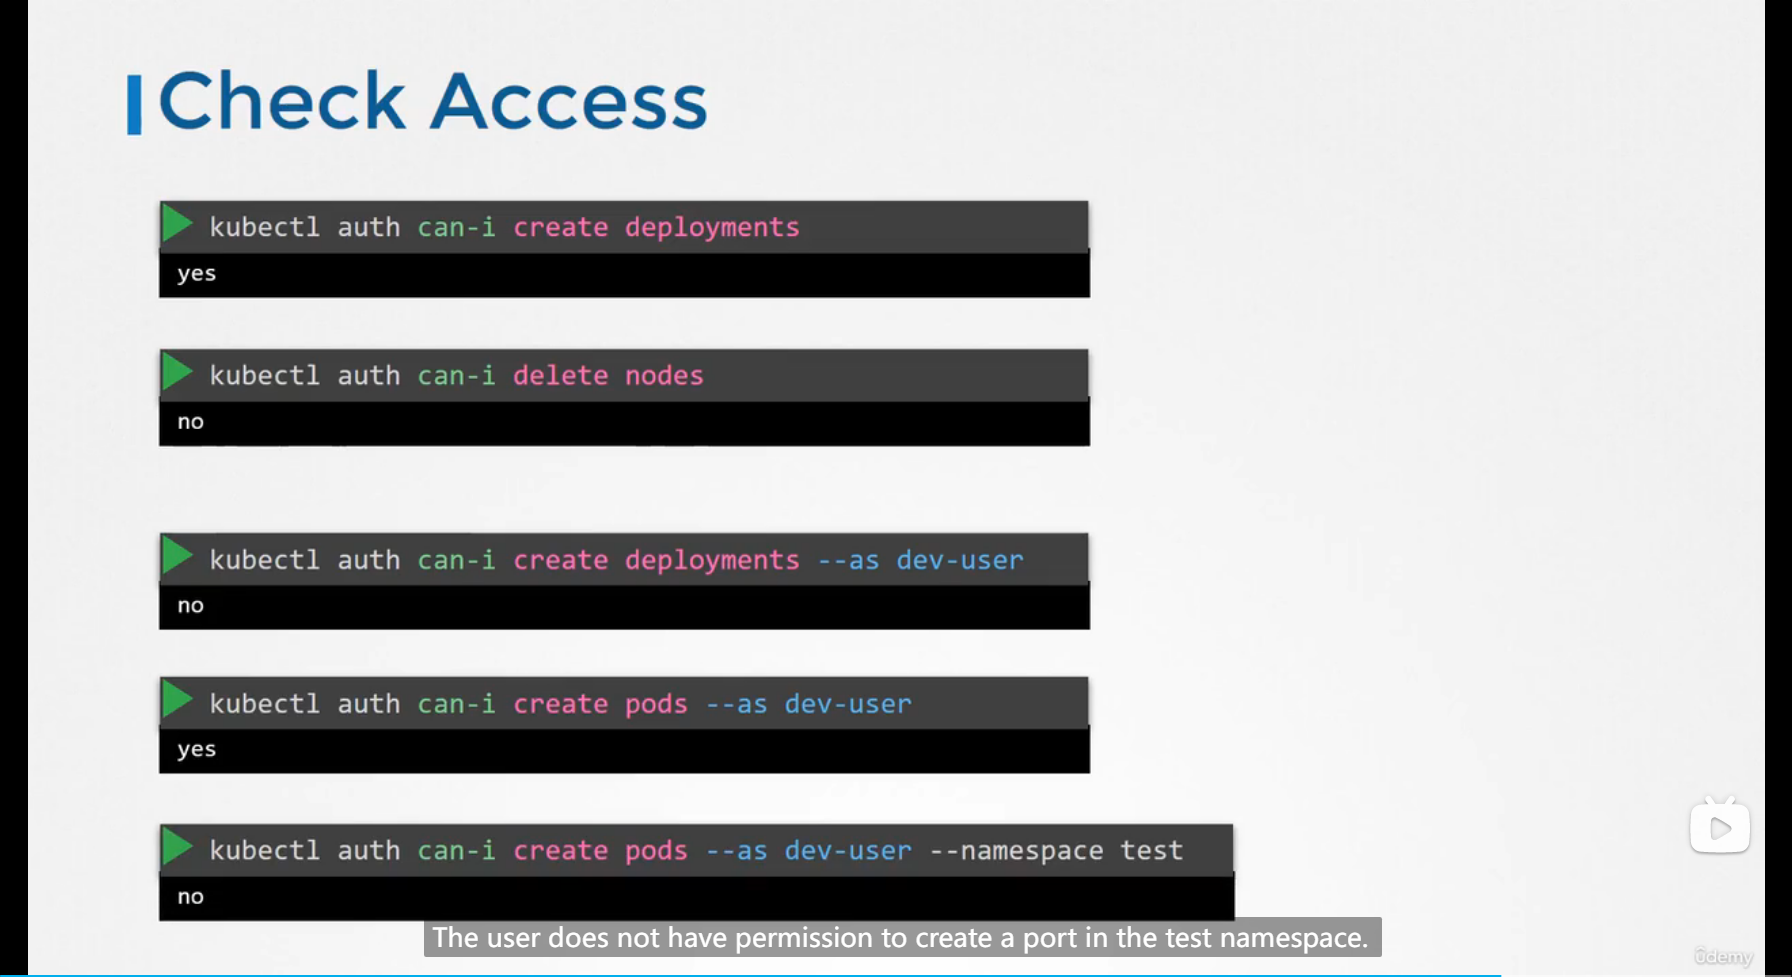 Check Access
kubectl auth can-i create deployments
yes
kubectl auth can-i delete nodes
no
kubectl auth can-i create deployments --as dev-user
no
kubectl auth can-i create pods --as dev-user
yes
kubectl auth can-i create pods --as dev-user --namespace test
no
The user does not have permission to create a port in the test namespace.
ûdemy